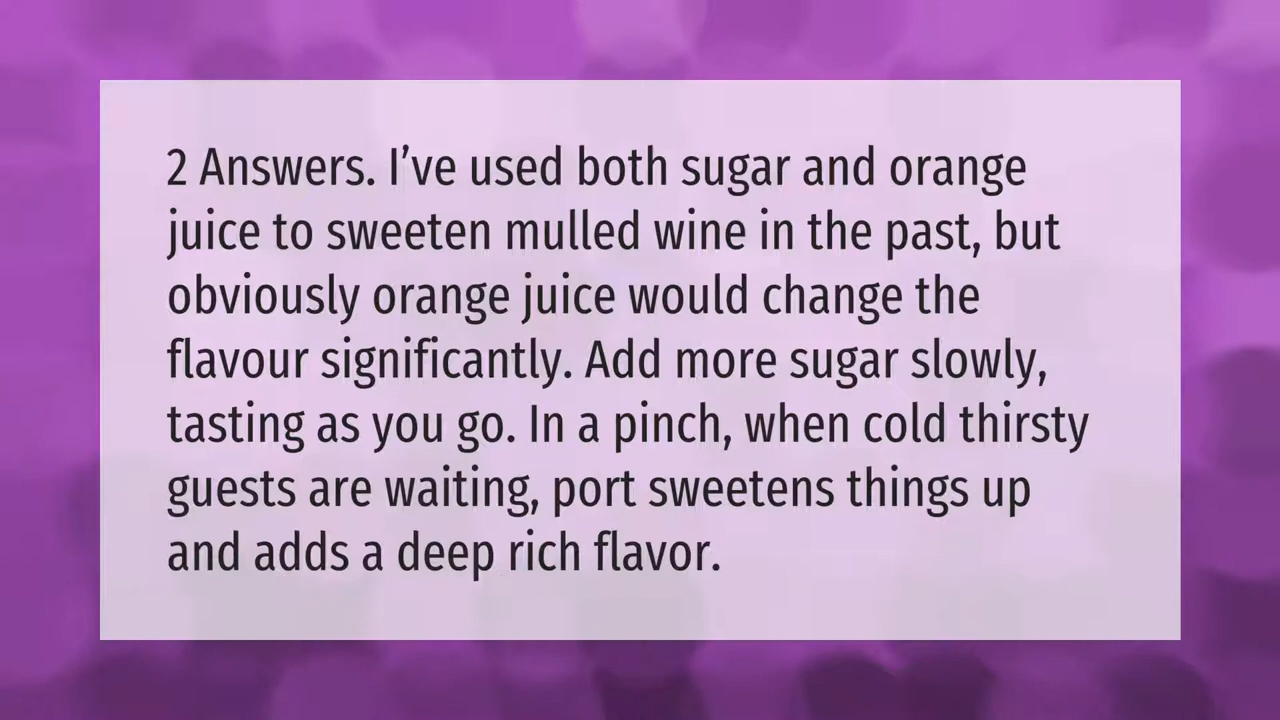 2 Answers. I’ve used both sugar and orange
juice to sweeten mulled wine in the past, but
obviously orange juice would change the
flavour significantly. Add more sugar slowly,
tasting as you go. In a pinch, when cold thirsty
guests are waiting, port sweetens things up
and adds a deep rich flavor.